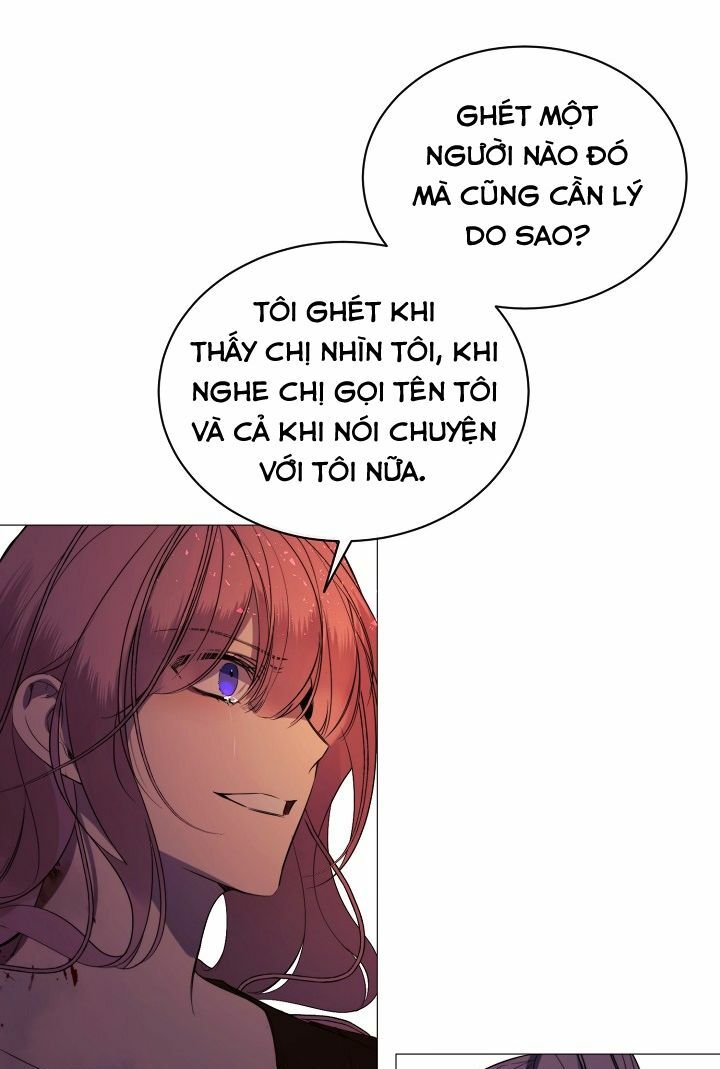 GHÉT MỘT
NGƯỜI NÀO ĐÓ
MÀ CŨNG CẦN LÝ
DO SAO?
TÔI GHÉT KHI
THẤY CHỊ NHÌN TÔI, KHI
NGHE CHỊ GỌI TÊN TÔI
VÀ CẢ KHI NÓI CHUYỆN
VỚI TÔI NỮA.